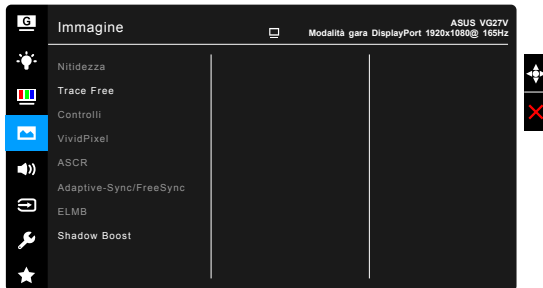 G
Immagine
ASUS VG27V
Modalità gara DisplayPort 1920x1080@ 165Hz
Nitidezza
Trace Free
Controlli
VividPixel
ASCR
Adaptive-Sync/FreeSync
ELMB
Shadow Boost